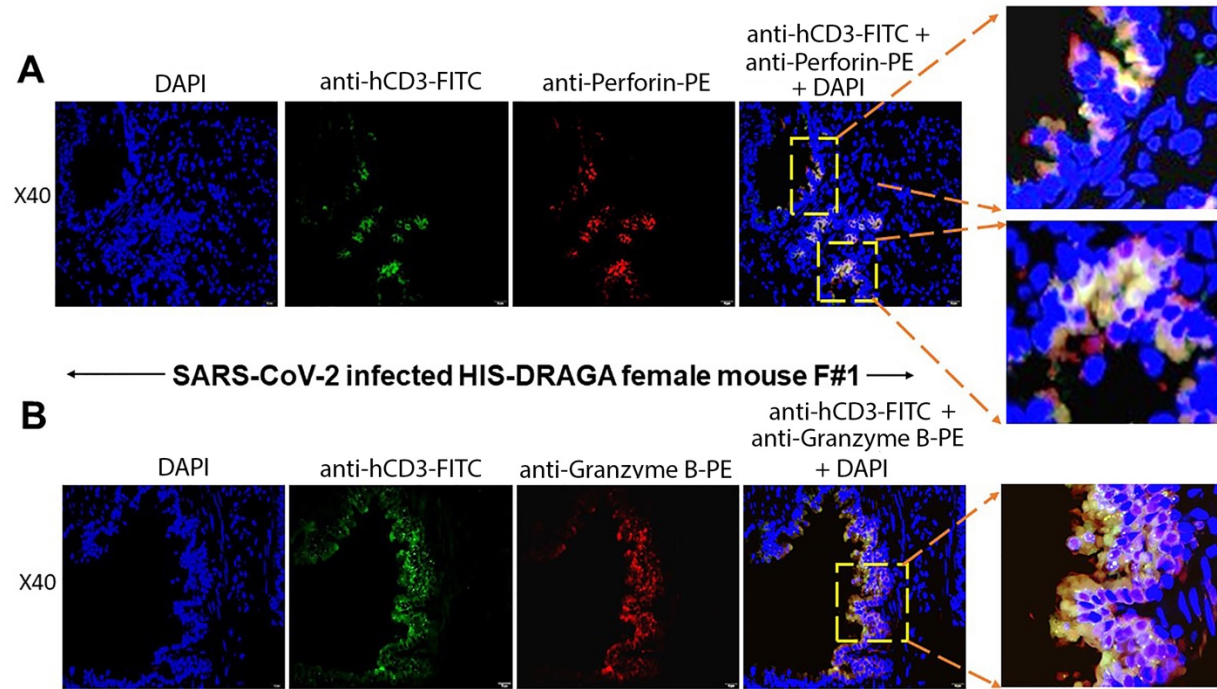 A
DAPI
anti-hCD3-FITC
anti-Perforin-PE
anti-hCD3-FITC +
anti-Perforin-PE
+ DAPI
X40
SARS-CoV-2 infected HIS-DRAGA female mouse F#1
B
DAPI
anti-hCD3-FITC
anti-Granzyme B-PE
anti-hCD3-FITC +
anti-Granzyme B-PE
+ DAPI
X40